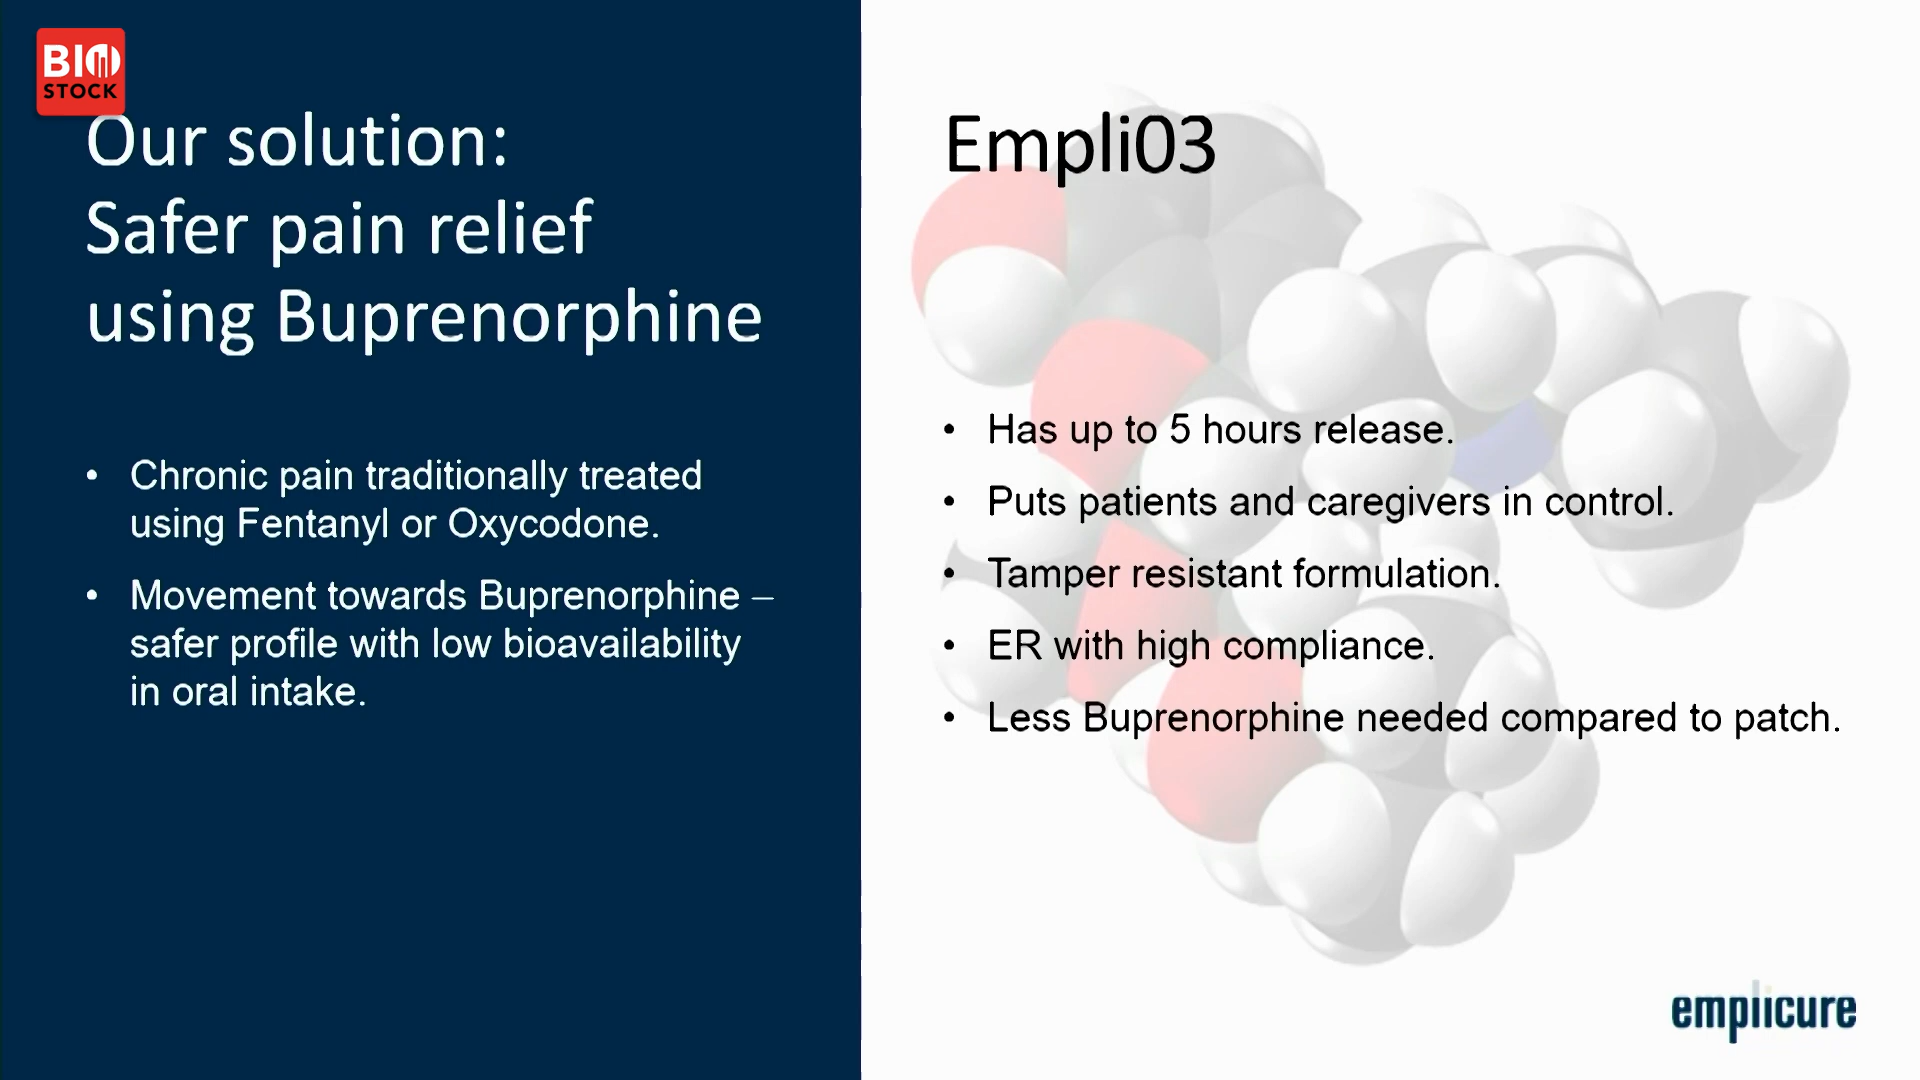 BIO
STOCK
Our solution:
Safer pain relief
using Buprenorphine
• Chronic pain traditionally treated
using Fentanyl or Oxycodone.
• Movement towards Buprenorphine –
safer profile with low bioavailability
in oral intake.
Empli03
• Has up to 5 hours release.
• Puts patients and caregivers in control.
• Tamper resistant formulation.
• ER with high compliance.
• Less Buprenorphine needed compared to patch.
emplicure